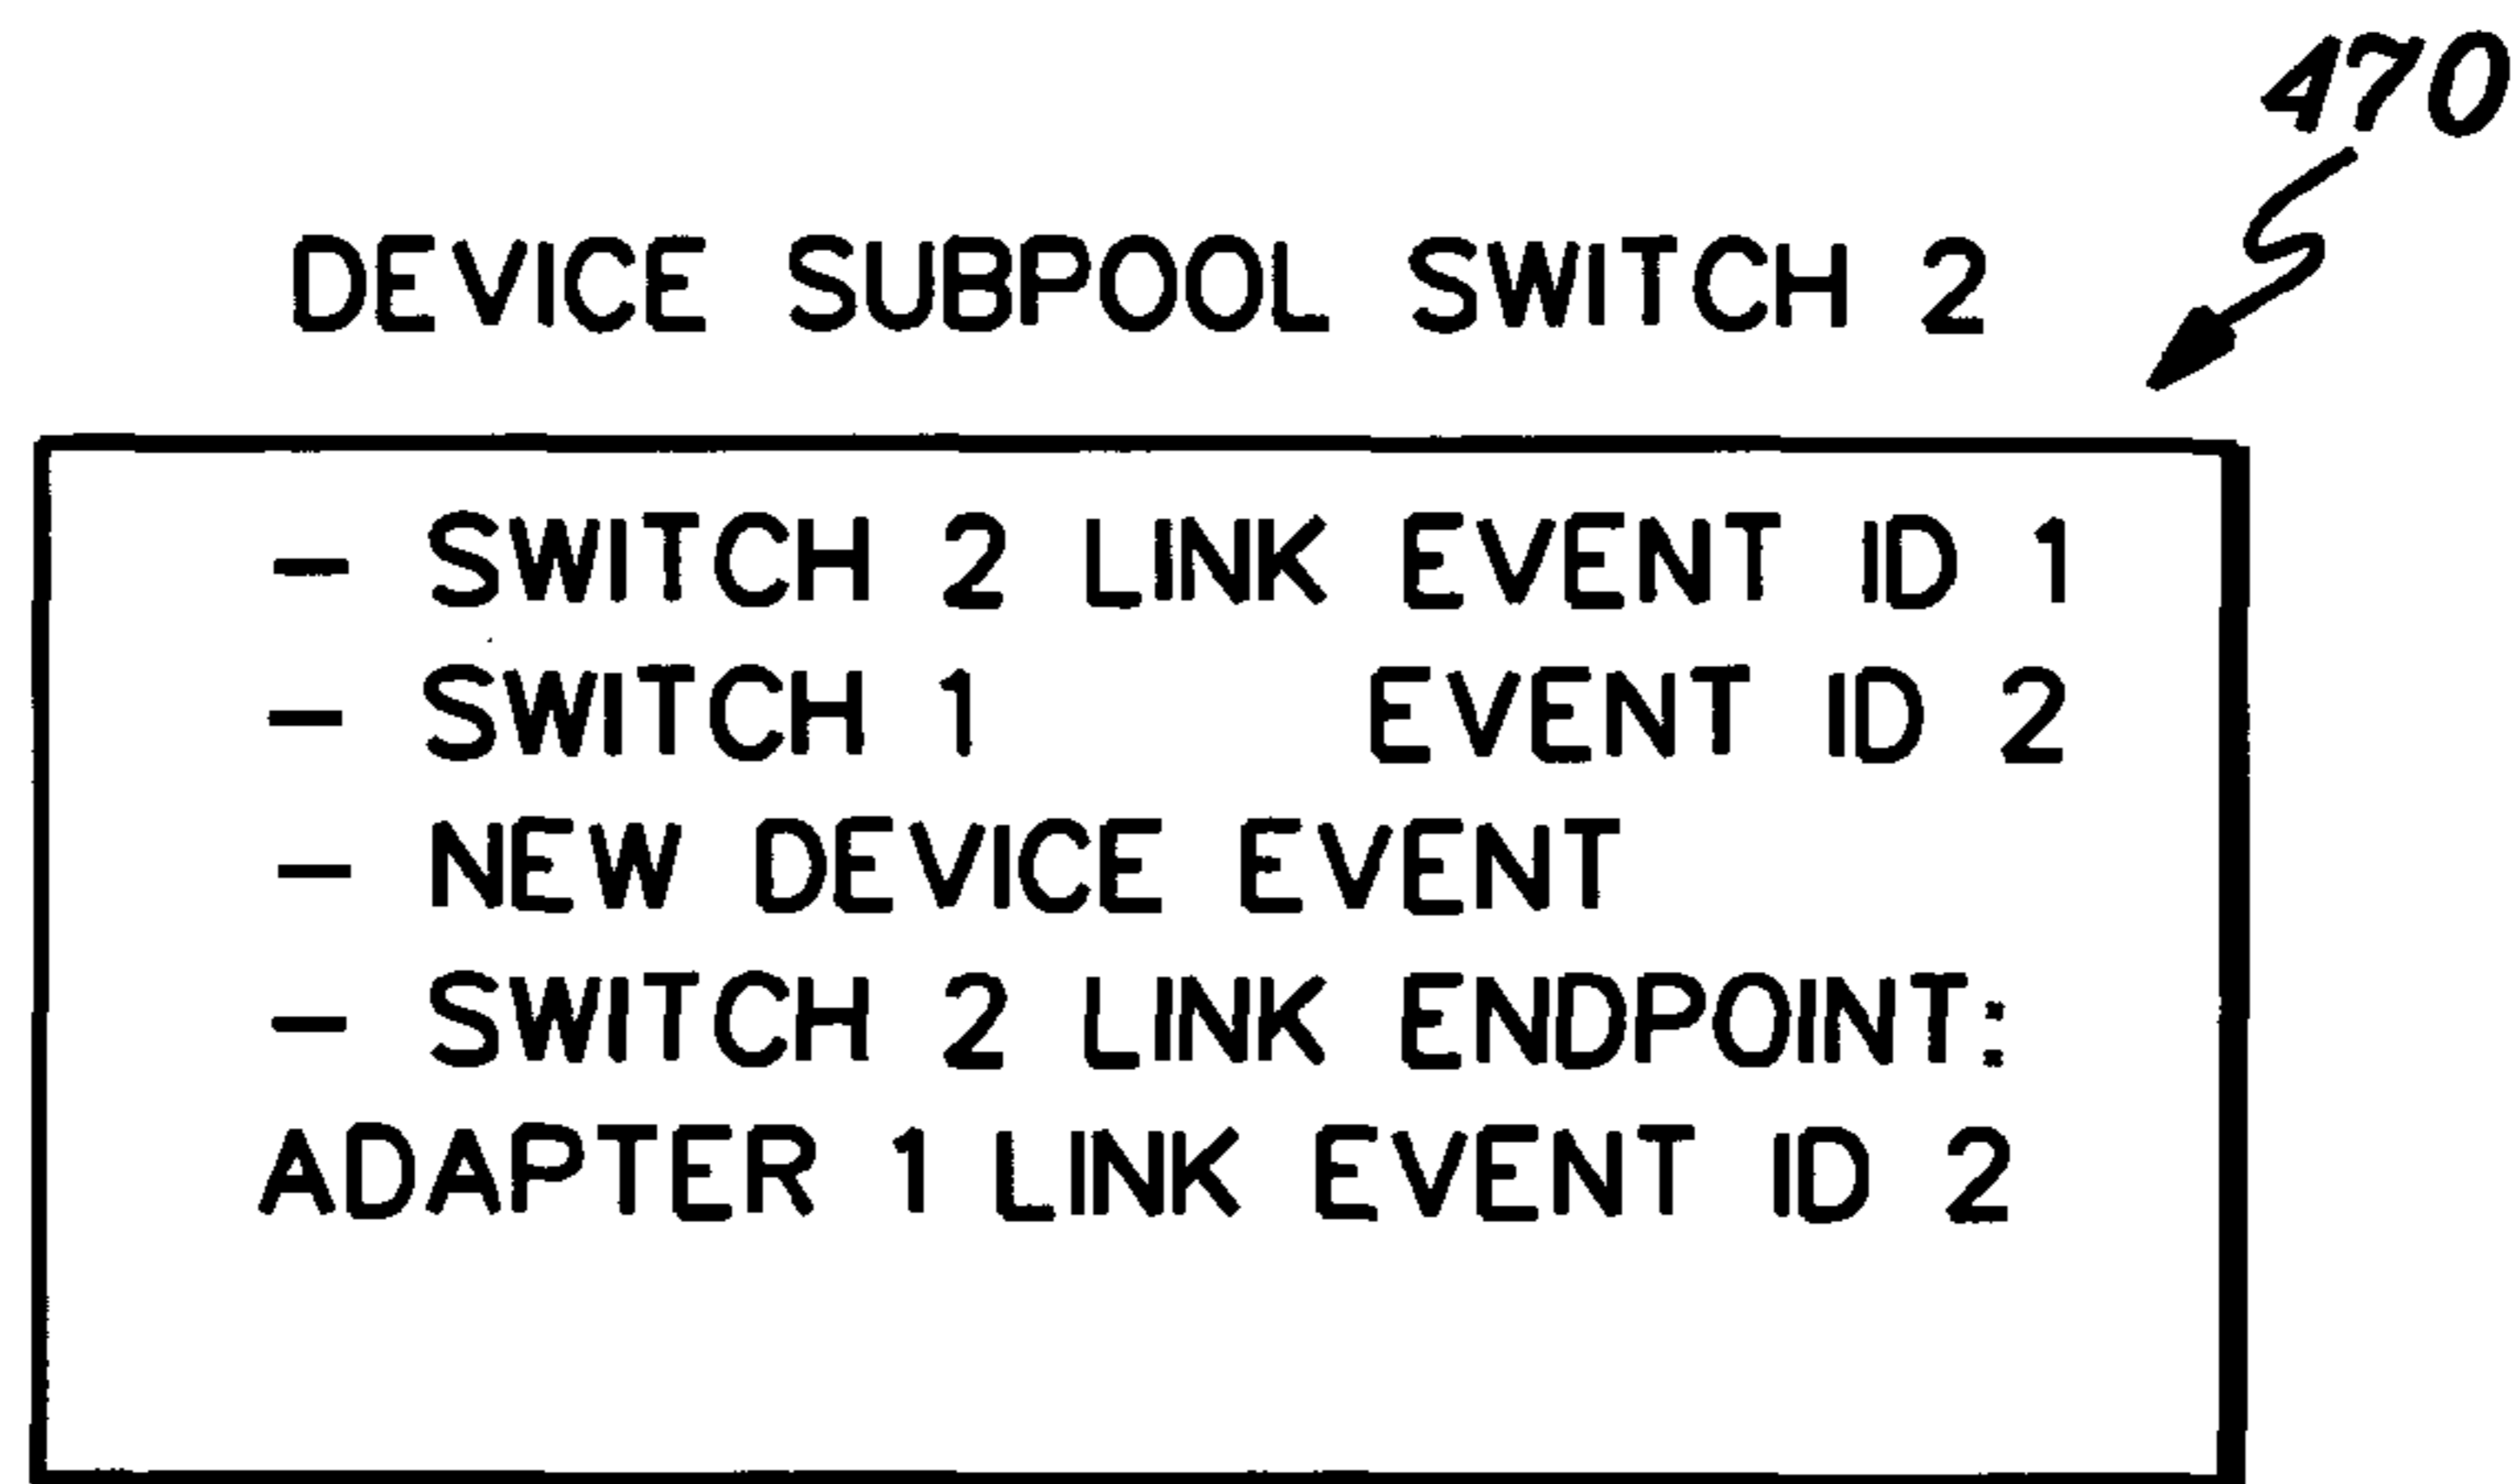 470
DEVICE SUBPOOL SWITCH 2
- SWITCH 2 LINK EVENT ID 1
- SWITCH 1 EVENT ID 2
- NEW DEVICE EVENT
- SWITCH 2 LINK ENDPOINT:
ADAPTER 1 LINK EVENT ID 2